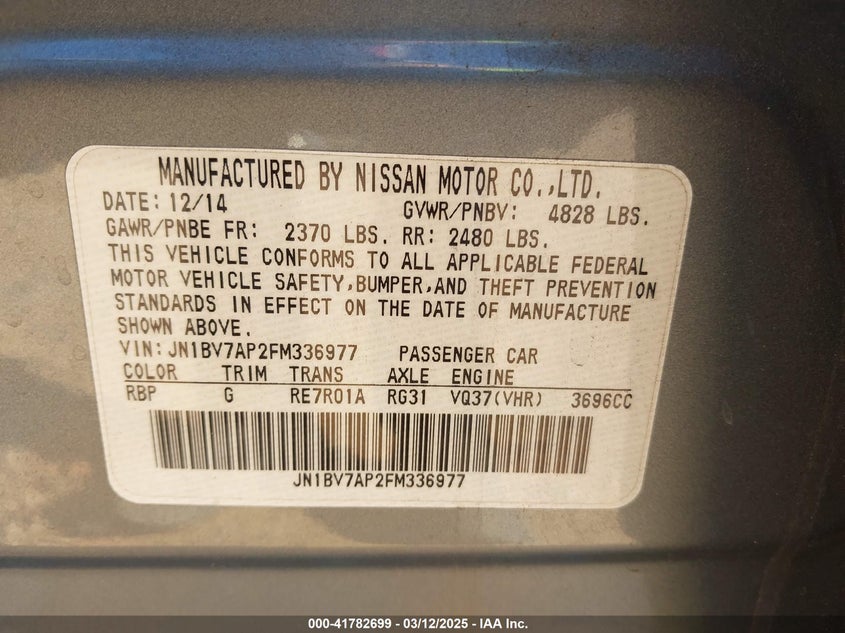 MANUFACTURED BY NISSAN MOTOR CO.,LTD.
DATE: 12/14 GVWR/PNBV: 4828 LBS.
GAWR/PNBE FR: 2370 LBS. RR: 2480 LBS.
THIS VEHICLE CONFORMS TO ALL APPLICABLE FEDERAL
MOTOR VEHICLE SAFETY,BUMPER,AND THEFT PREVENTION
STANDARDS IN EFFECT ON THE DATE OF MANUFACTURE
SHOWN ABOVE.
VIN: JN1BV7AP2FM336977 PASSENGER CAR
COLOR TRIM TRANS AXLE ENGINE
RBP G RE7R01A RG31 VQ37(VHR) 3696CC
JN1BV7AP2FM336977
000-41782699 - 03/12/2025 - IAA Inc.